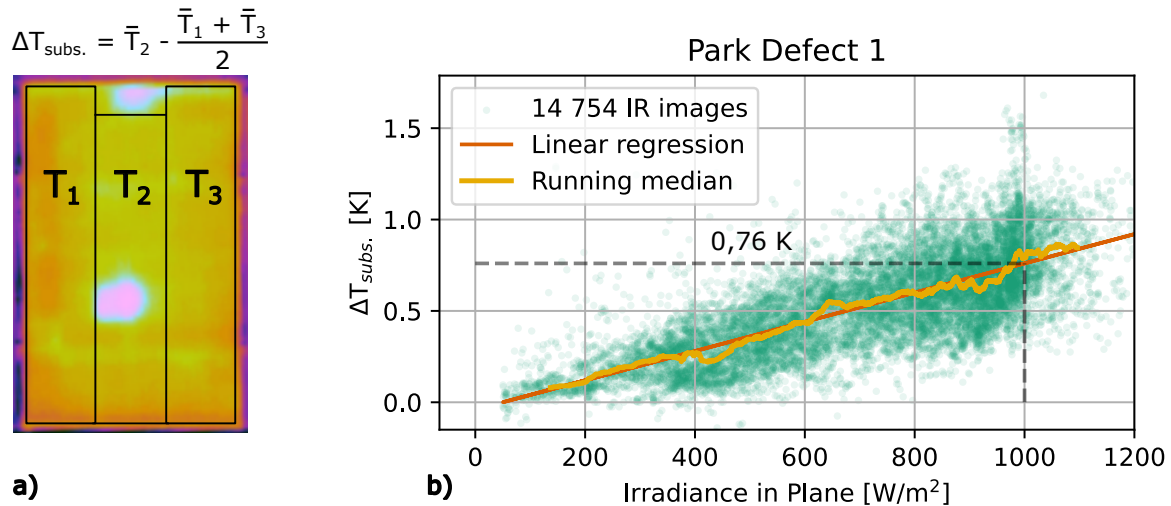 ΔT_subs. = T̄_2 - (T̄_1 + T̄_3)/2
T_1 T_2 T_3
a)
Park Defect 1
14 754 IR images
Linear regression
Running median
0,76 K
ΔT_subs. [K]
1.5
1.0
0.5
0.0
0 200 400 600 800 1000 1200
Irradiance in Plane [W/m²]
b)